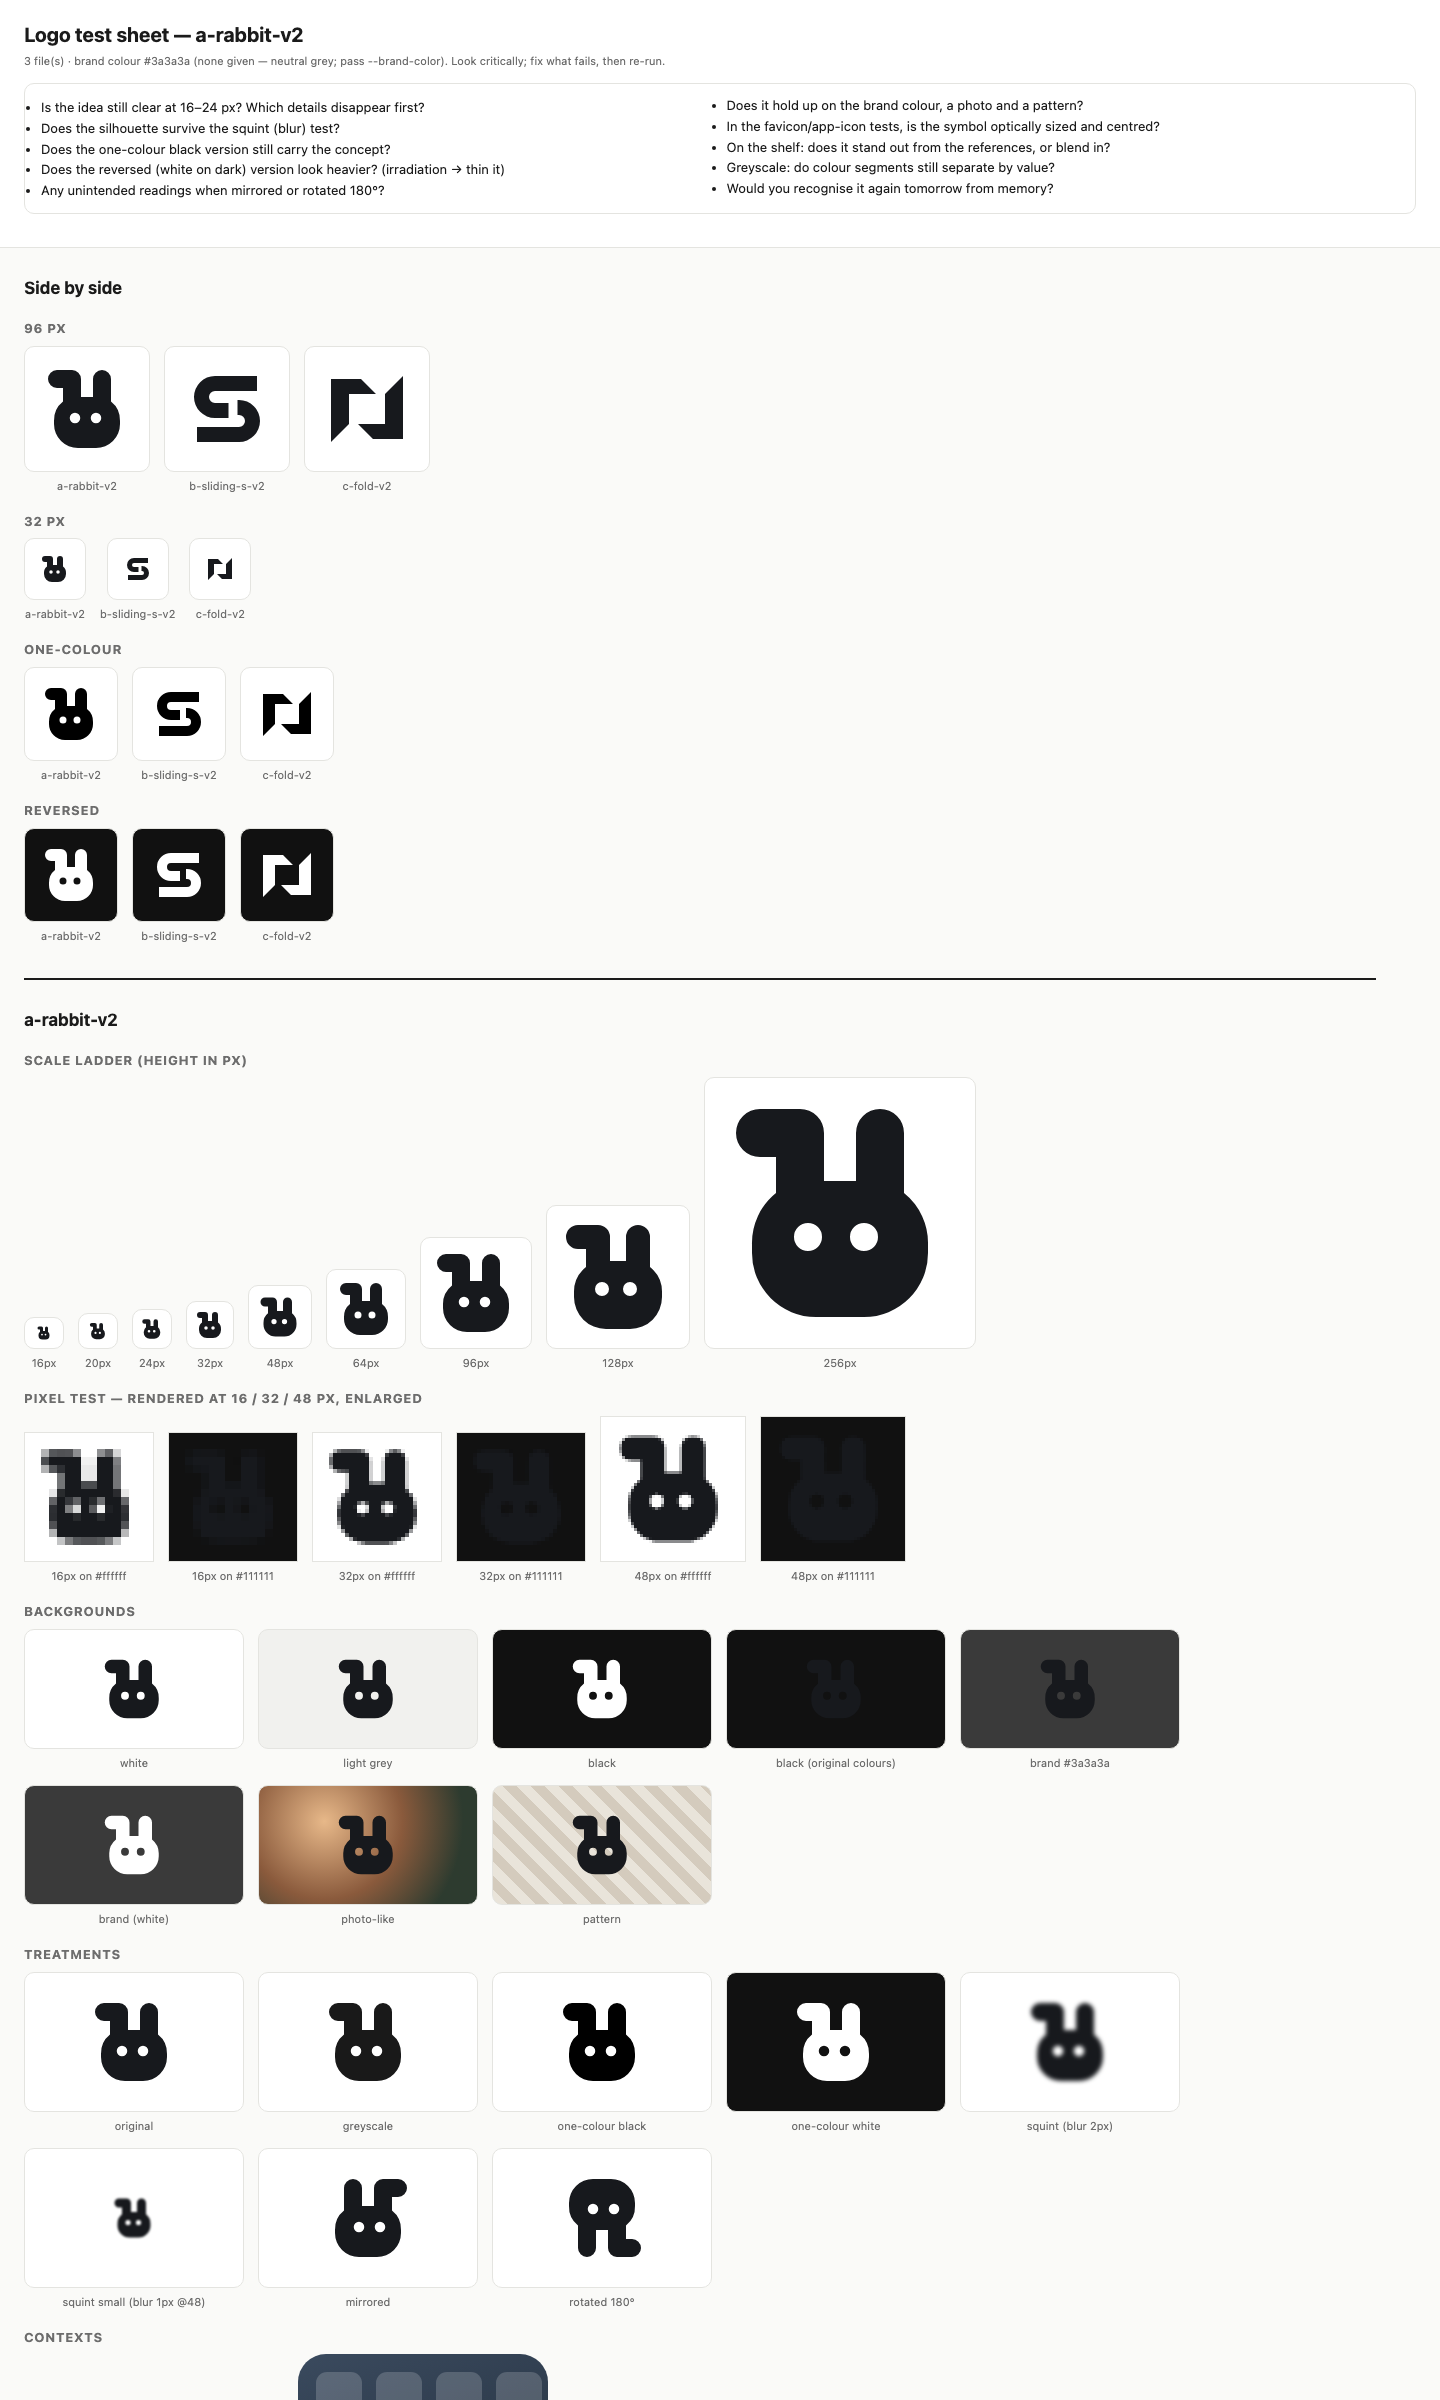 Logo test sheet — a-rabbit-v2
3 file(s) · brand colour #3a3a3a (none given — neutral grey; pass --brand-color). Look critically; fix what fails, then re-run.
Is the idea still clear at 16–24 px? Which details disappear first?
Does the silhouette survive the squint (blur) test?
Does the one-colour black version still carry the concept?
Does the reversed (white on dark) version look heavier? (irradiation → thin it)
Any unintended readings when mirrored or rotated 180°?
Does it hold up on the brand colour, a photo and a pattern?
In the favicon/app-icon tests, is the symbol optically sized and centred?
On the shelf: does it stand out from the references, or blend in?
Greyscale: do colour segments still separate by value?
Would you recognise it again tomorrow from memory?
Side by side
96 PX
a-rabbit-v2 b-sliding-s-v2 c-fold-v2
32 PX
a-rabbit-v2 b-sliding-s-v2 c-fold-v2
ONE-COLOUR
a-rabbit-v2 b-sliding-s-v2 c-fold-v2
REVERSED
a-rabbit-v2 b-sliding-s-v2 c-fold-v2
a-rabbit-v2
SCALE LADDER (HEIGHT IN PX)
16px 20px 24px 32px 48px 64px 96px 128px 256px
PIXEL TEST — RENDERED AT 16 / 32 / 48 PX, ENLARGED
16px on #ffffff 16px on #111111 32px on #ffffff 32px on #111111 48px on #ffffff 48px on #111111
BACKGROUNDS
white light grey black black (original colours) brand #3a3a3a
brand (white) photo-like pattern
TREATMENTS
original greyscale one-colour black one-colour white squint (blur 2px)
squint small (blur 1px @48) mirrored rotated 180°
CONTEXTS